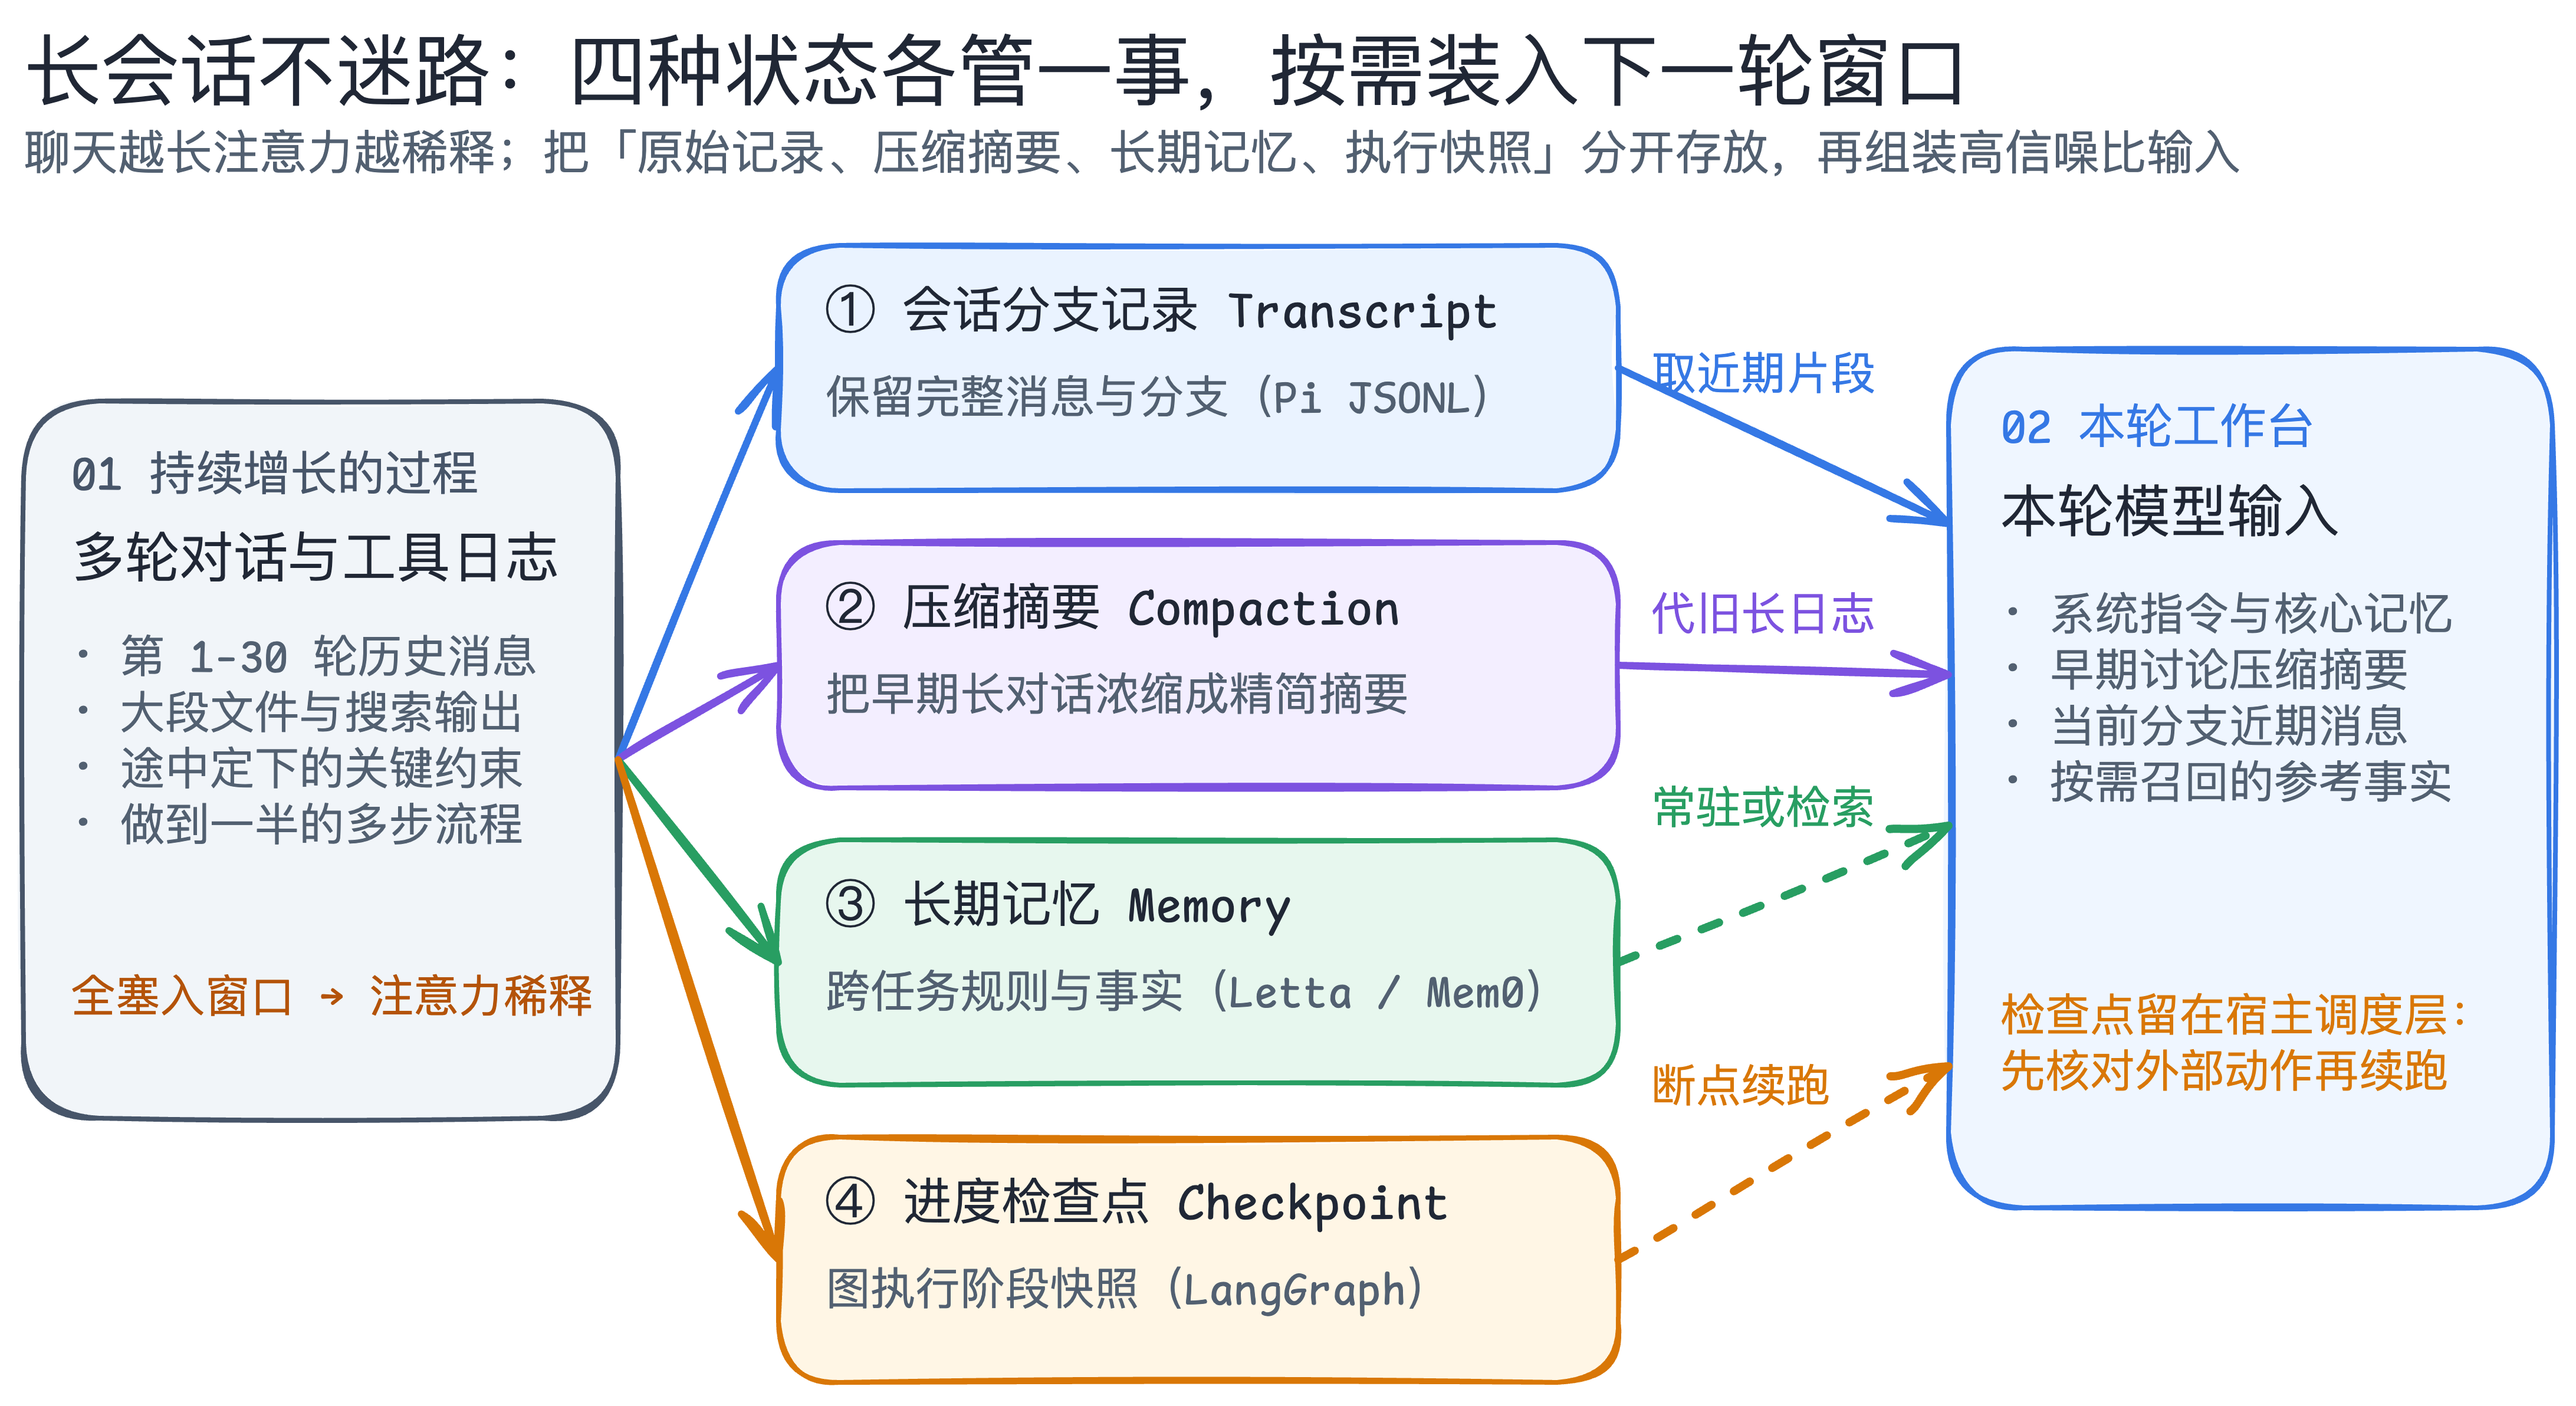 长会话不迷路：四种状态各管一事，按需装入下一轮窗口
聊天越长注意力越稀释；把「原始记录、压缩摘要、长期记忆、执行快照」分开存放，再组装高信噪比输入
01 持续增长的过程
多轮对话与工具日志
· 第 1-30 轮历史消息
· 大段文件与搜索输出
· 途中定下的关键约束
· 做到一半的多步流程
全塞入窗口 → 注意力稀释
① 会话分支记录 Transcript
保留完整消息与分支（Pi JSONL）
② 压缩摘要 Compaction
把早期长对话浓缩成精简摘要
③ 长期记忆 Memory
跨任务规则与事实（Letta / Mem0）
④ 进度检查点 Checkpoint
图执行阶段快照（LangGraph）
取近期片段
代旧长日志
常驻或检索
断点续跑
02 本轮工作台
本轮模型输入
· 系统指令与核心记忆
· 早期讨论压缩摘要
· 当前分支近期消息
· 按需召回的参考事实
检查点留在宿主调度层：
先核对外部动作再续跑